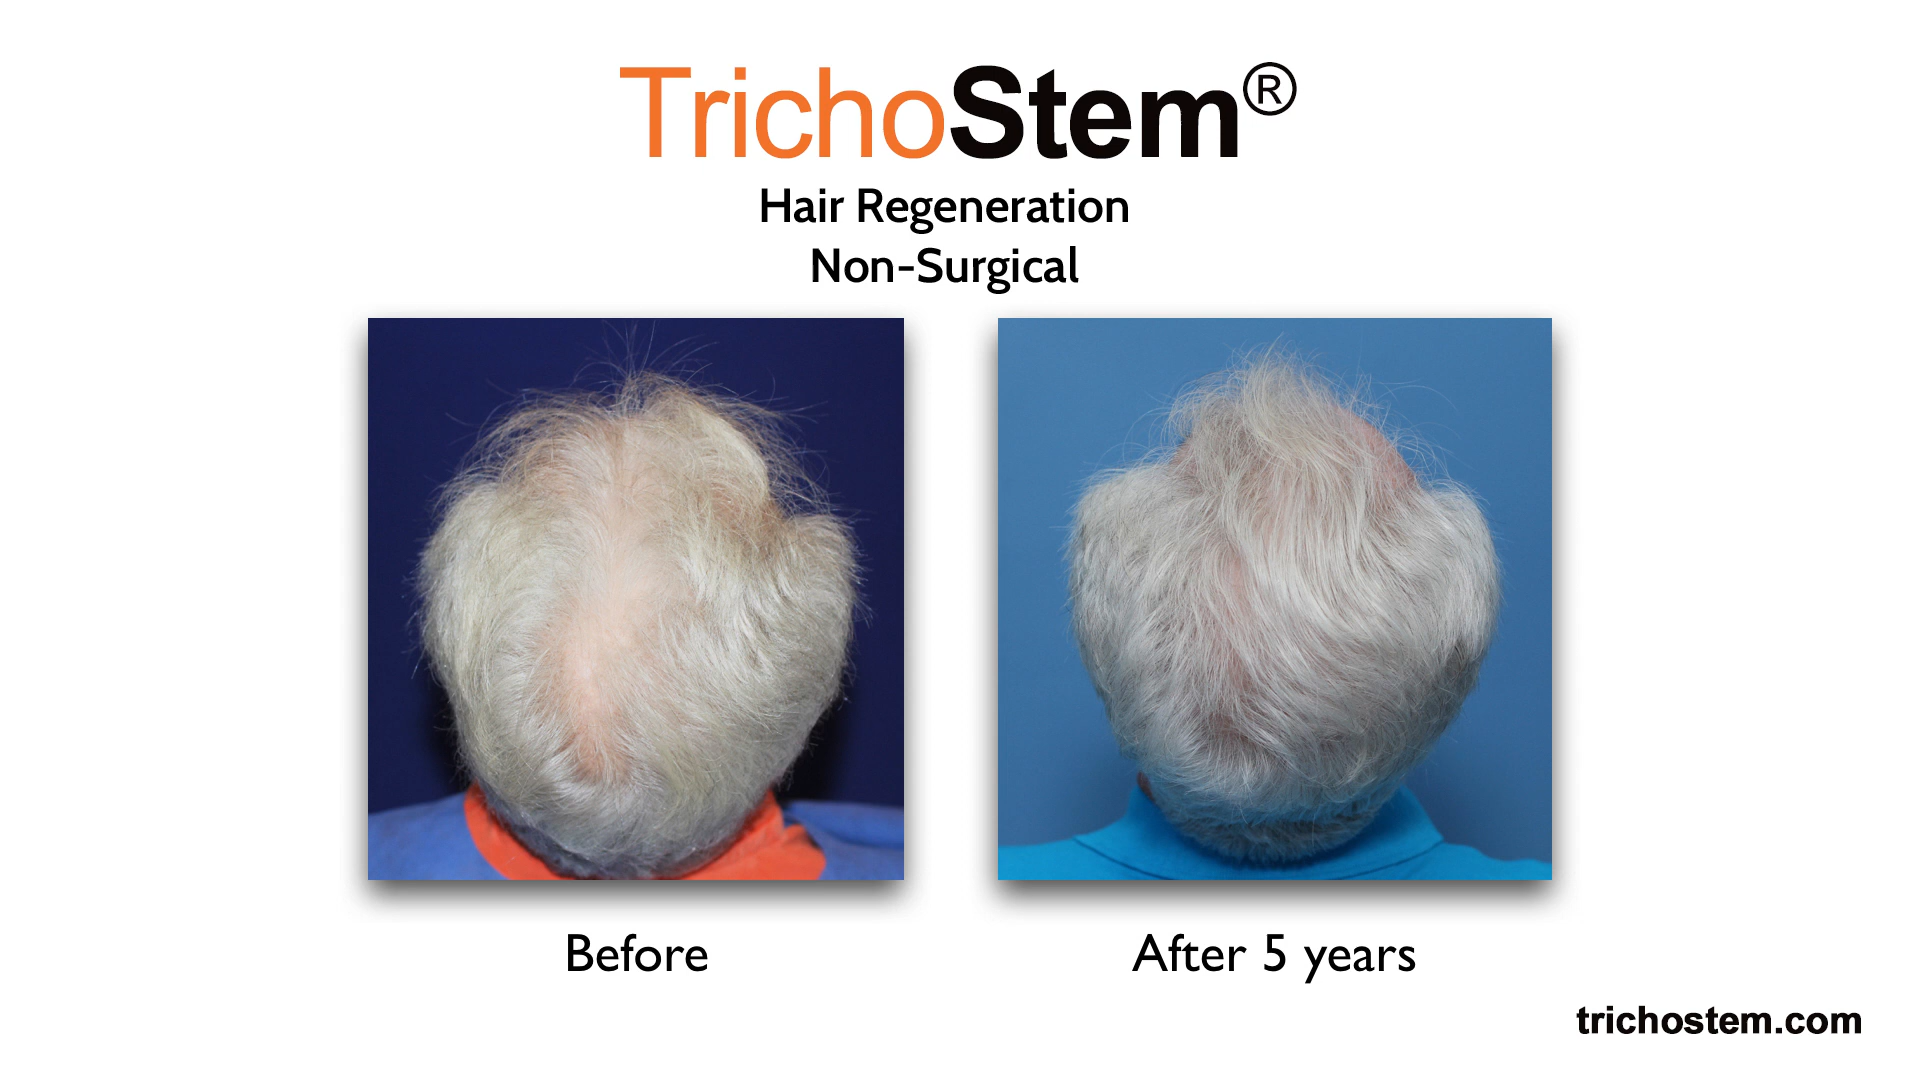 TrichoStem®
Hair Regeneration
Non-Surgical
Before
After 5 years
trichostem.com